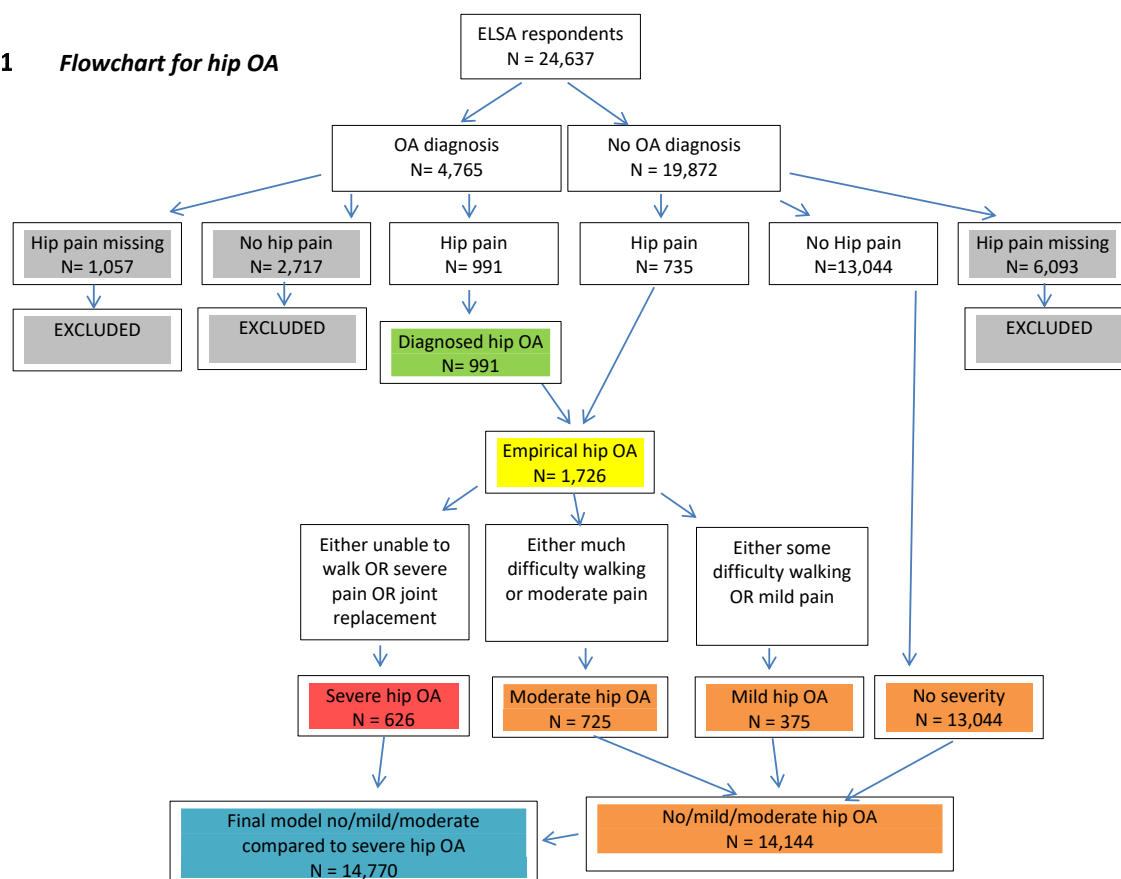 ELSA respondents
N = 24,637
1 Flowchart for hip OA
OA diagnosis
N= 4,765
No OA diagnosis
N = 19,872
Hip pain missing
N= 1,057
No hip pain
N= 2,717
Hip pain
N= 991
Hip pain
N= 735
No Hip pain
N=13,044
Hip pain missing
N= 6,093
EXCLUDED
EXCLUDED
EXCLUDED
Diagnosed hip OA
N= 991
Empirical hip OA
N= 1,726
Either unable to
walk OR severe
pain OR joint
replacement
Either much
difficulty walking
or moderate pain
Either some
difficulty walking
OR mild pain
Severe hip OA
N = 626
Moderate hip OA
N = 725
Mild hip OA
N = 375
No severity
N = 13,044
Final model no/mild/moderate
compared to severe hip OA
N = 14,770
No/mild/moderate hip OA
N = 14,144